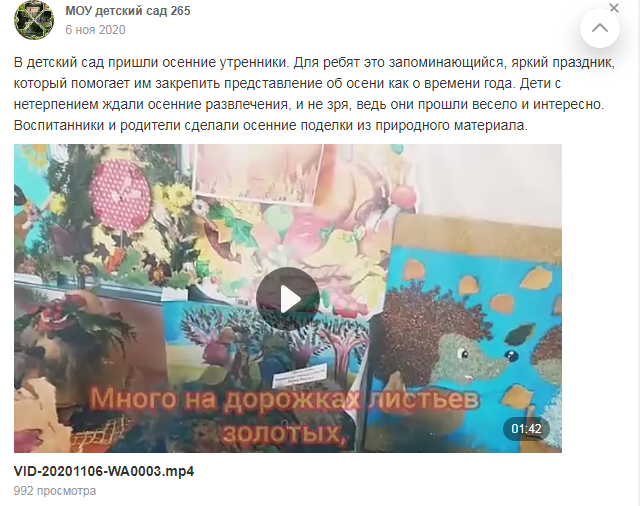 МОУ детский сад 265
6 ноя 2020
В детский сад пришли осенние утренники. Для ребят это запоминающийся, яркий праздник,
который помогает им закрепить представление об осени как о времени года. Дети с
нетерпением ждали осенние развлечения, и не зря, ведь они прошли весело и интересно.
Воспитанники и родители сделали осенние поделки из природного материала.
Много на дорожках листьев
золотых,
01:42
VID-20201106-WA0003.mp4
992 просмотра